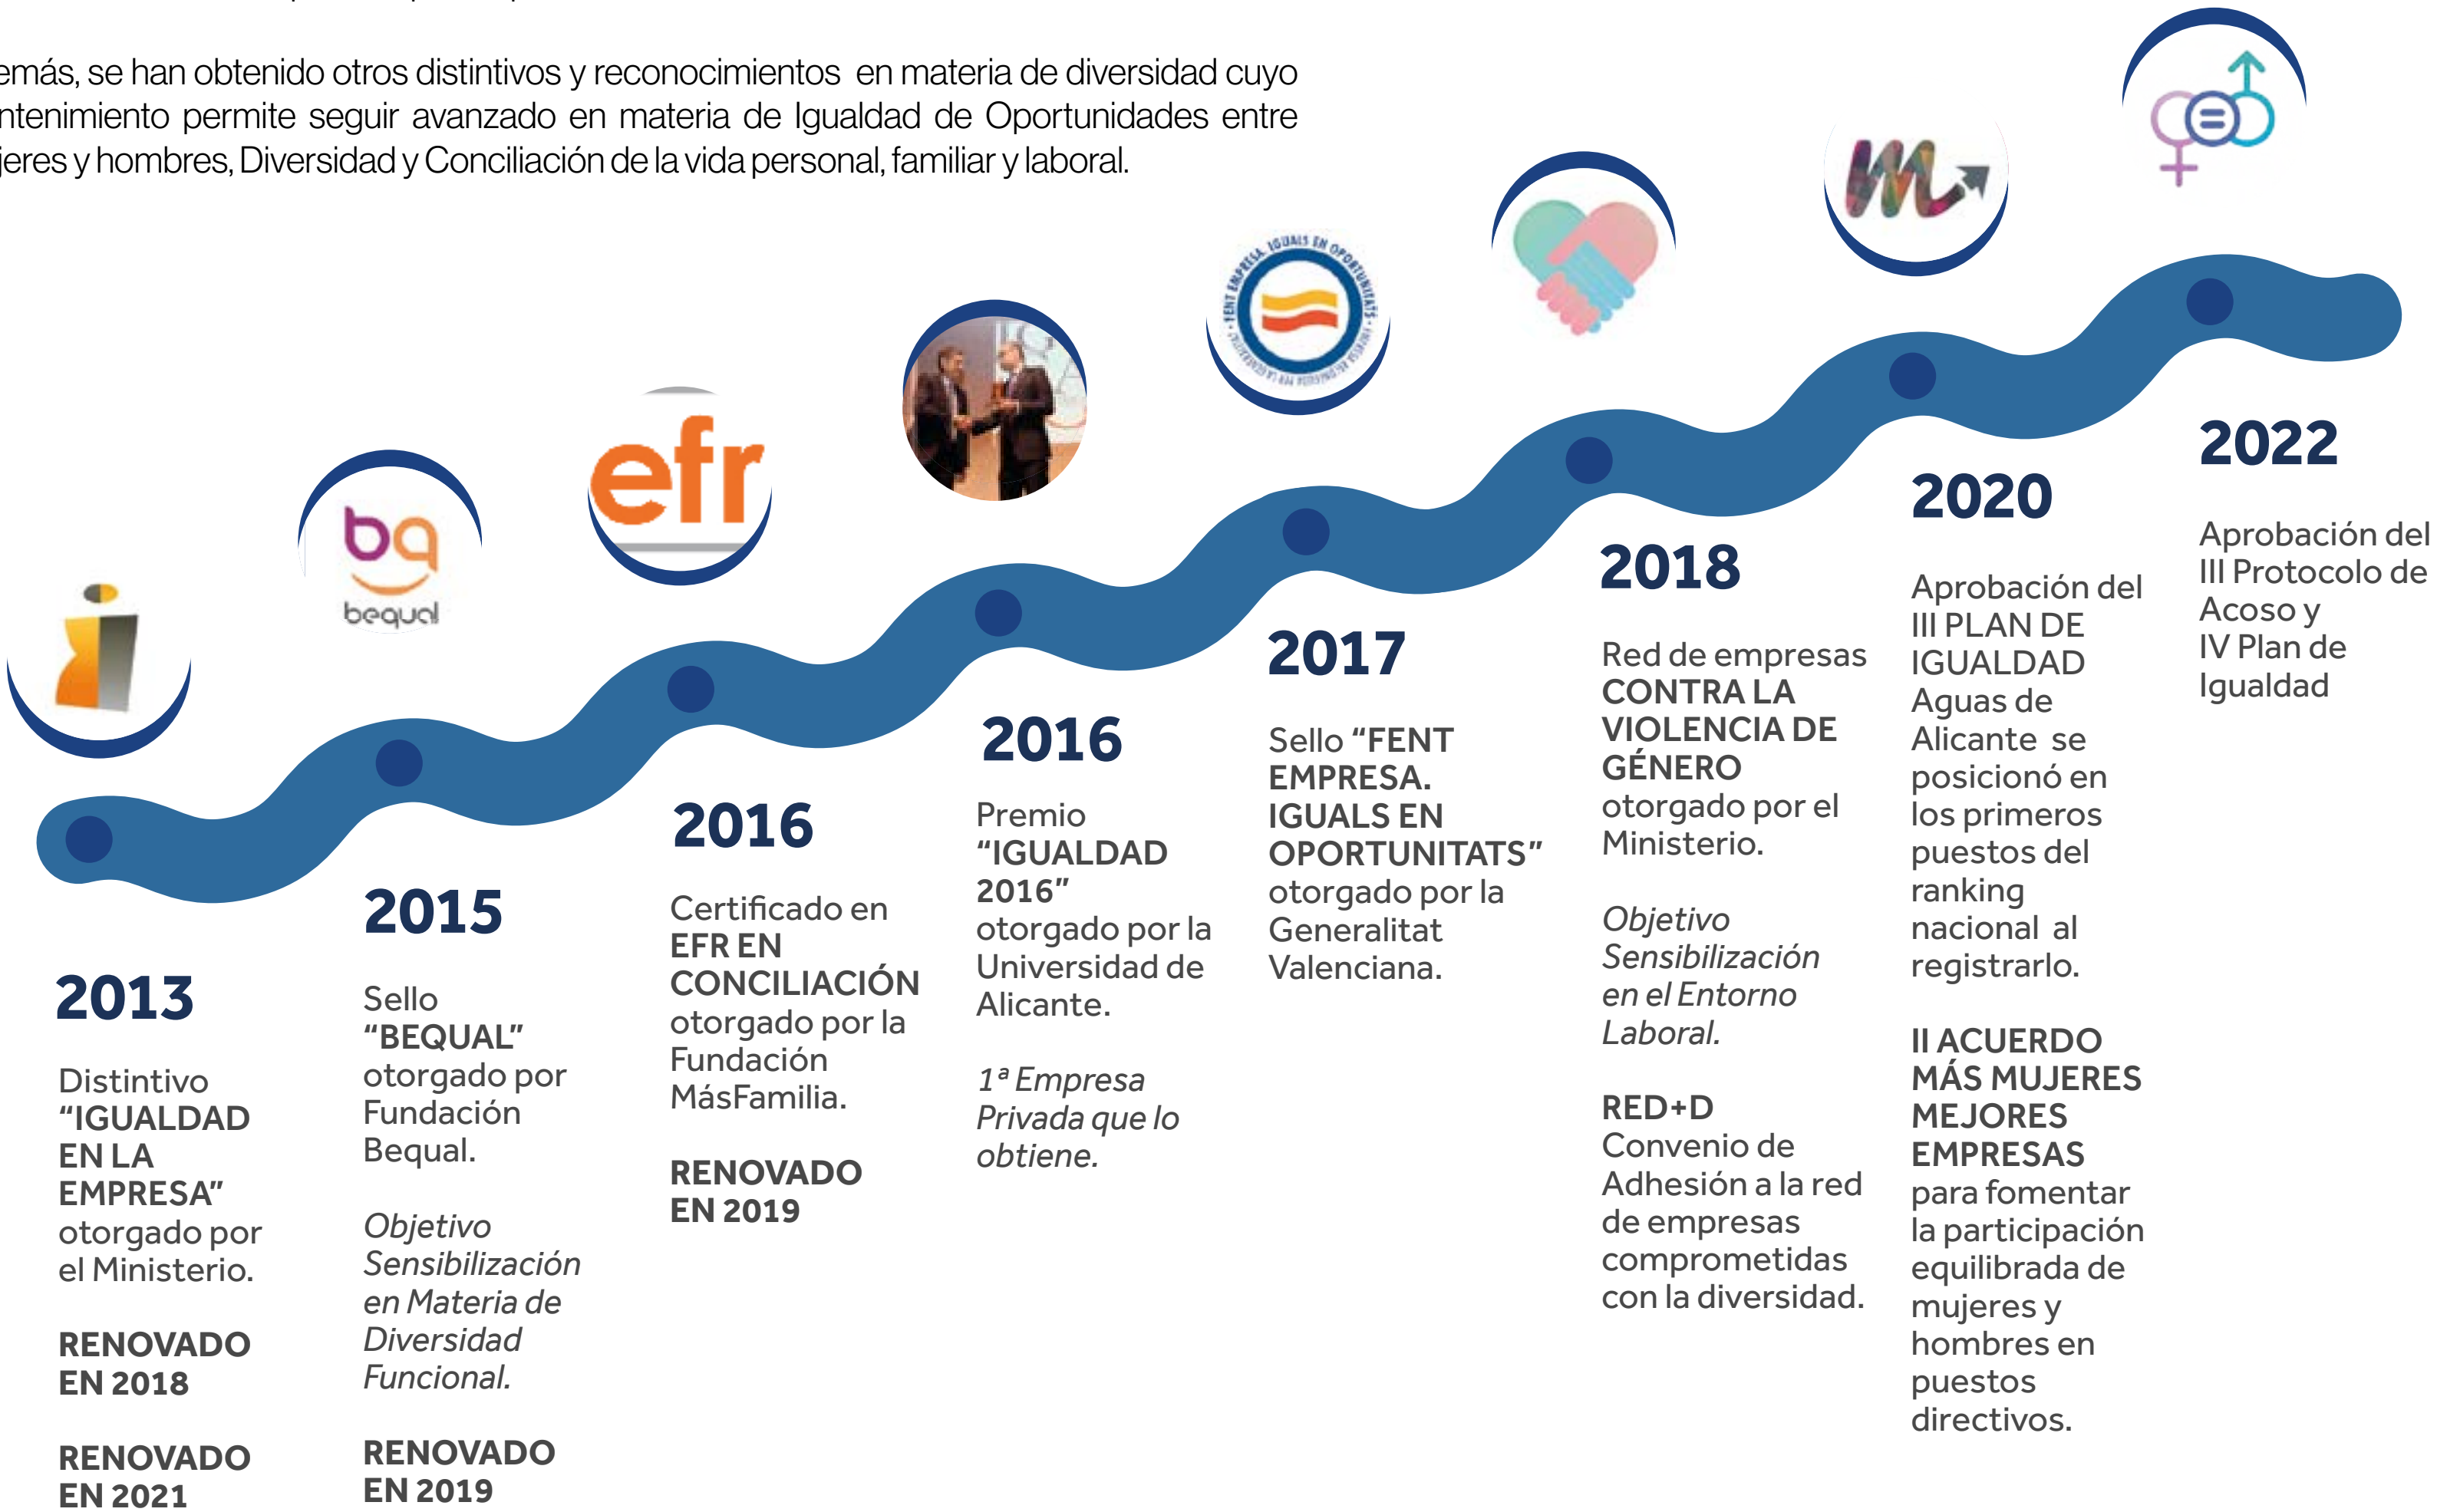 se han obtenido otros distintivos y reconocimientos en materia de diversidad cuyo
permite seguir avanzado en materia de Igualdad de Oportunidades entre
y hombres, Diversidad y Conciliación de la vida personal, familiar y laboral.
2013
Distintivo
“IGUALDAD
EN LA
EMPRESA”
otorgado por
el Ministerio.
RENOVADO
EN 2018
RENOVADO
EN 2021
bq
bequal
2015
Sello
“BEQUAL”
otorgado por
Fundación
Bequal.
Objetivo
Sensibilización
en Materia de
Diversidad
Funcional.
RENOVADO
EN 2019
efr
2016
Certificado en
EFR EN
CONCILIACIÓN
otorgado por la
Fundación
MásFamilia.
RENOVADO
EN 2019
2016
Premio
“IGUALDAD
2016”
otorgado por la
Universidad de
Alicante.
1ª Empresa
Privada que lo
obtiene.
FENT EMPRESA. IGUALS EN OPORTUNITATS
2017
Sello “FENT
EMPRESA.
IGUALS EN
OPORTUNITATS”
otorgado por la
Generalitat
Valenciana.
2018
Red de empresas
CONTRA LA
VIOLENCIA DE
GÉNERO
otorgado por el
Ministerio.
Objetivo
Sensibilización
en el Entorno
Laboral.
RED+D
Convenio de
Adhesión a la red
de empresas
comprometidas
con la diversidad.
m
2020
Aprobación del
III PLAN DE
IGUALDAD
Aguas de
Alicante se
posicionó en
los primeros
puestos del
ranking
nacional al
registrarlo.
II ACUERDO
MÁS MUJERES
MEJORES
EMPRESAS
para fomentar
la participación
equilibrada de
mujeres y
hombres en
puestos
directivos.
2022
Aprobación del
III Protocolo de
Acoso y
IV Plan de
Igualdad